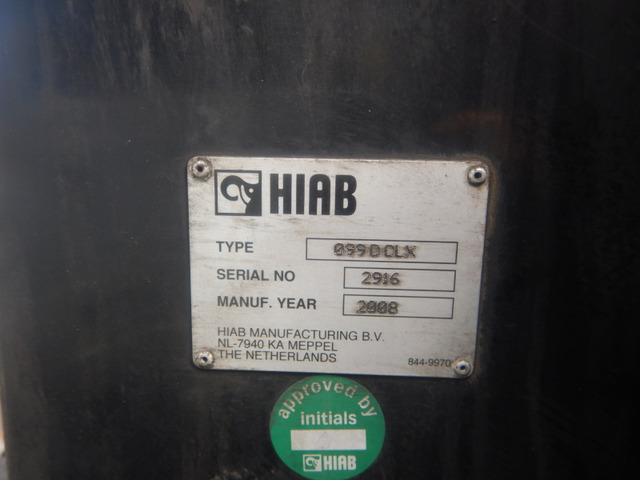 HIAB
TYPE 099DCLX
SERIAL NO 2916
MANUF. YEAR 2008
HIAB MANUFACTURING B.V.
NL-7940 KA MEPPEL
THE NETHERLANDS 844-9970
approved by
initials
HIAB